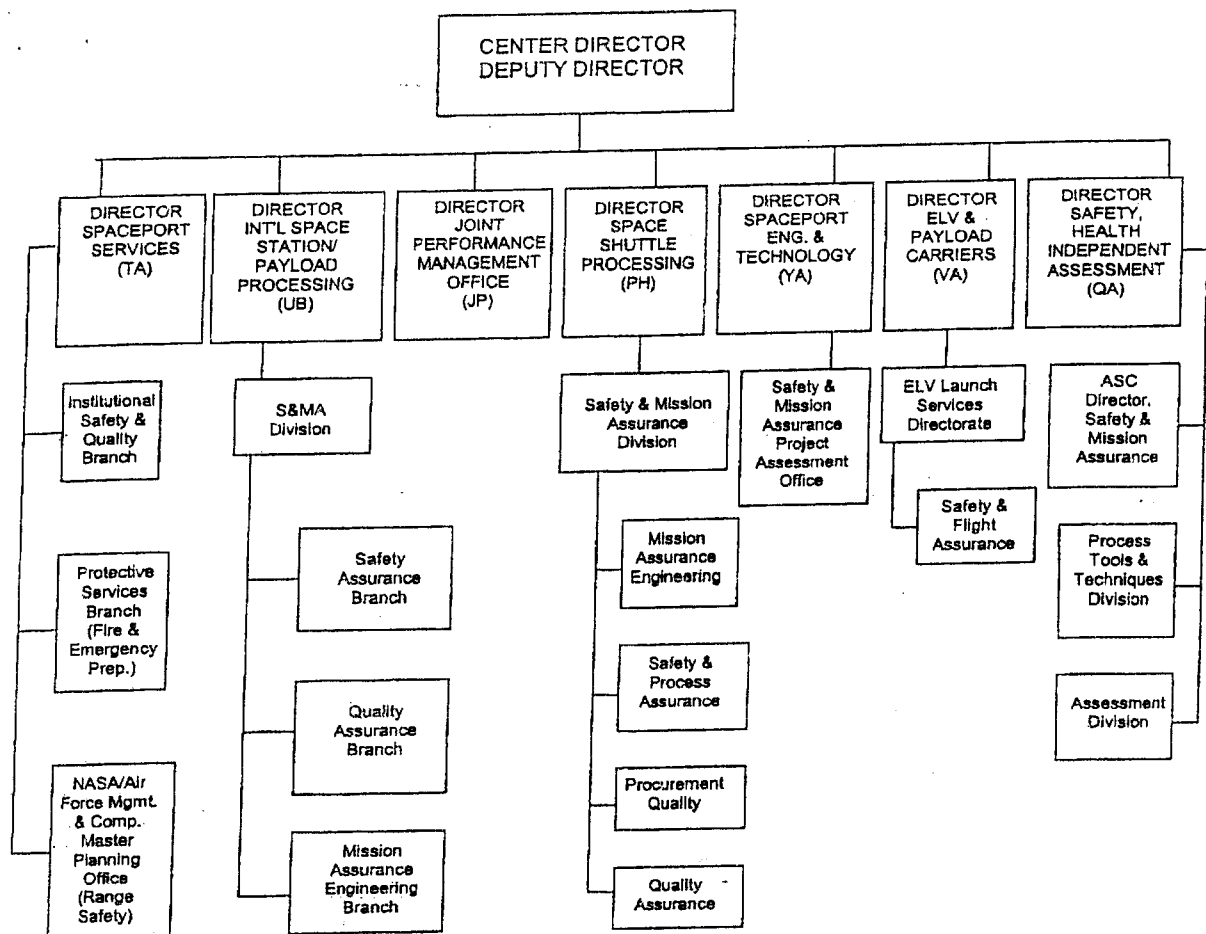 CENTER DIRECTOR
DEPUTY DIRECTOR
DIRECTOR
SPACEPORT
SERVICES
(TA)
DIRECTOR
INT'L SPACE
STATION/
PAYLOAD
PROCESSING
(UB)
DIRECTOR
JOINT
PERFORMANCE
MANAGEMENT
OFFICE
(JP)
DIRECTOR
SPACE
SHUTTLE
PROCESSING
(PH)
DIRECTOR
SPACEPORT
ENG. &
TECHNOLOGY
(YA)
DIRECTOR
ELV &
PAYLOAD
CARRIERS
(VA)
DIRECTOR
SAFETY,
HEALTH
INDEPENDENT
ASSESSMENT
(QA)
Institutional
Safety &
Quality
Branch
Protective
Services
Branch
(Fire &
Emergency
Prep.)
NASA/Air
Force Mgmt.
& Comp.
Master
Planning
Office
(Range
Safety)
S&MA
Division
Safety
Assurance
Branch
Quality
Assurance
Branch
Mission
Assurance
Engineering
Branch
Safety & Mission
Assurance
Division
Mission
Assurance
Engineering
Safety &
Process
Assurance
Procurement
Quality
Quality
Assurance
Safety &
Mission
Assurance
Project
Assessment
Office
ELV Launch
Services
Directorate
Safety &
Flight
Assurance
ASC
Director,
Safety &
Mission
Assurance
Process
Tools &
Techniques
Division
Assessment
Division